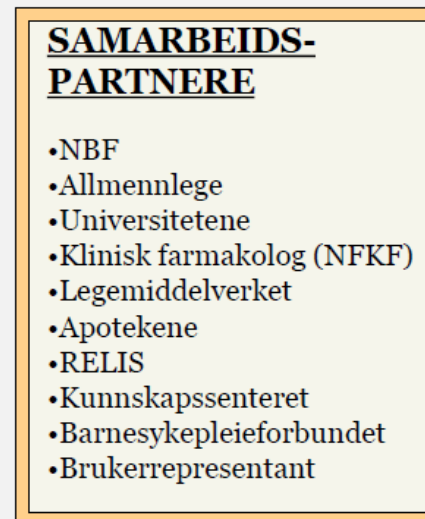 SAMARBEIDS-
PARTNERE
•NBF
•Allmennlege
•Universitetene
•Klinisk farmakolog (NFKF)
•Legemiddelverket
•Apotekene
•RELIS
•Kunnskapssenteret
•Barnesykepleieforbundet
•Brukerrepresentant